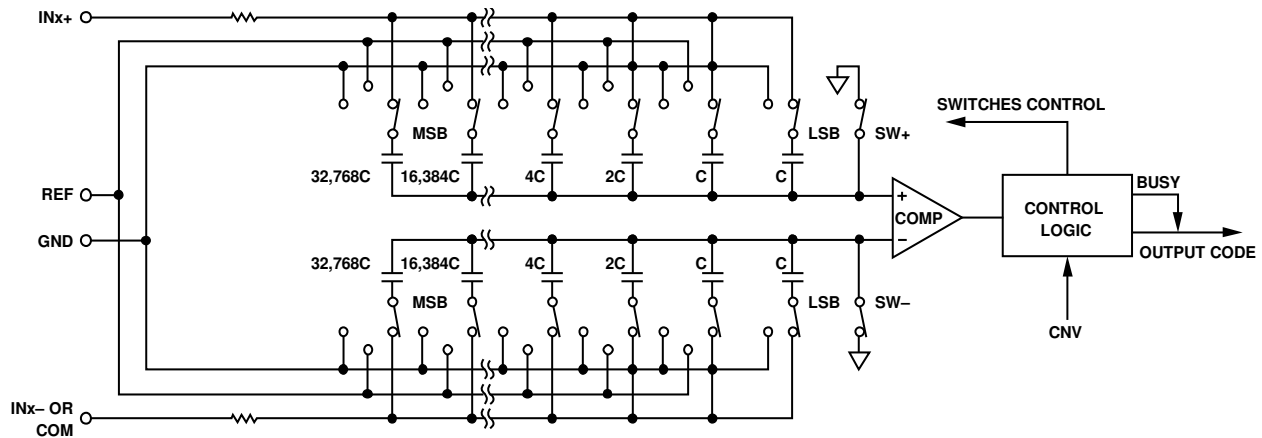 INx+
MSB
LSB
SW+
32,768C
16,384C
4C
2C
C
C
SWITCHES CONTROL
REF
GND
+
COMP
–
CONTROL
LOGIC
BUSY
OUTPUT CODE
CNV
32,768C
16,384C
4C
2C
C
C
MSB
LSB
SW–
INx– OR
COM